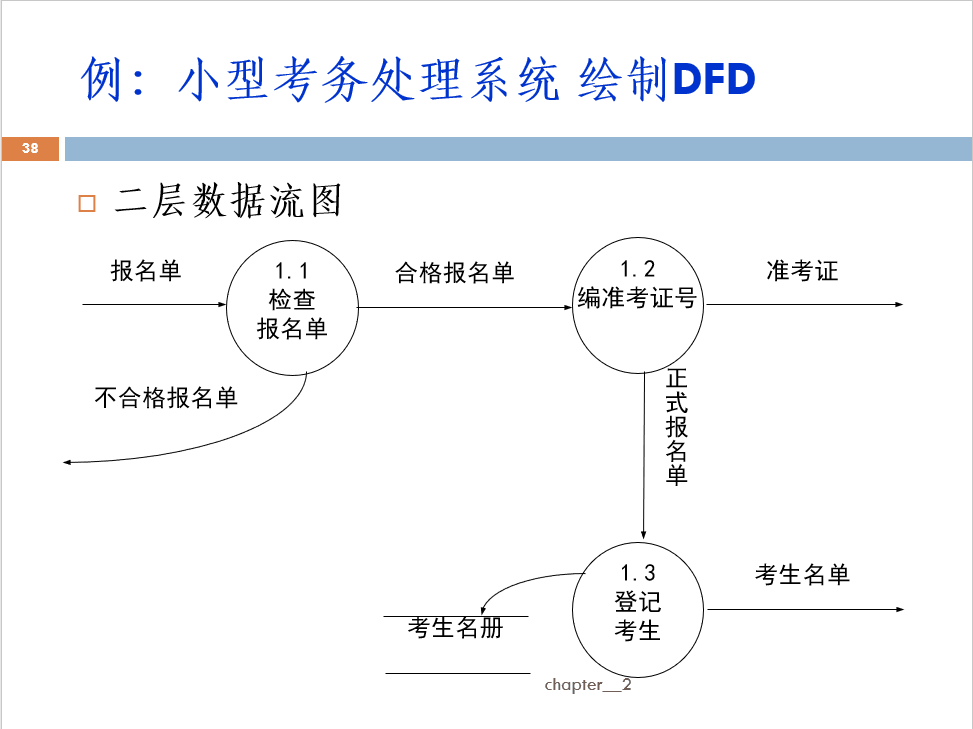 例：小型考务处理系统 绘制DFD
38
二层数据流图
报名单
1.1
检查
报名单
合格报名单
1.2
编准考证号
准考证
不合格报名单
正式报名单
1.3
登记
考生
考生名单
考生名册
chapter__2